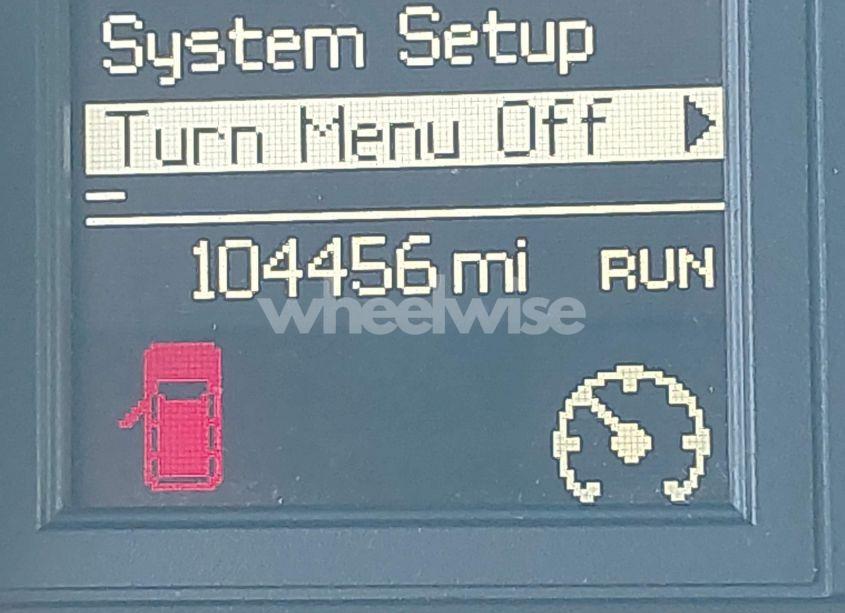 System Setup
Turn Menu Off
104456 mi RUN
wheelwise